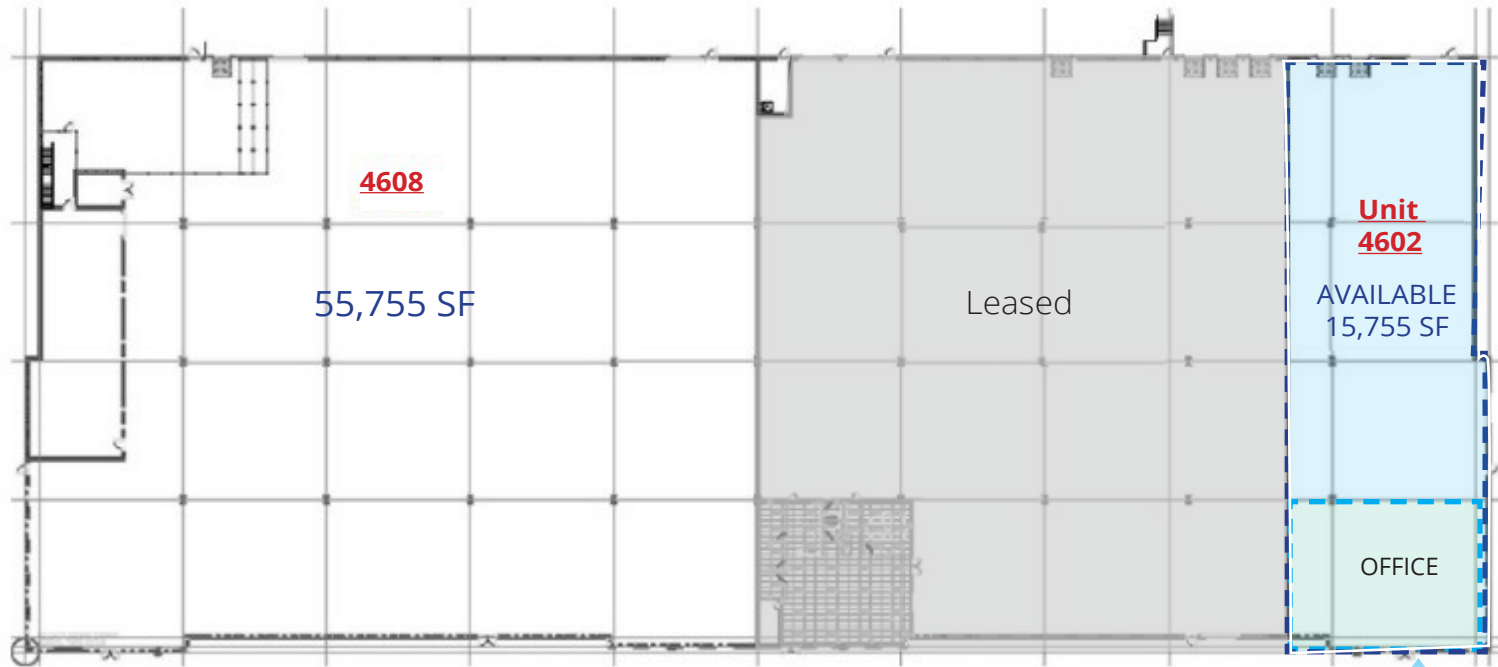 4608
55,755 SF
Leased
Unit
4602
AVAILABLE
15,755 SF
OFFICE